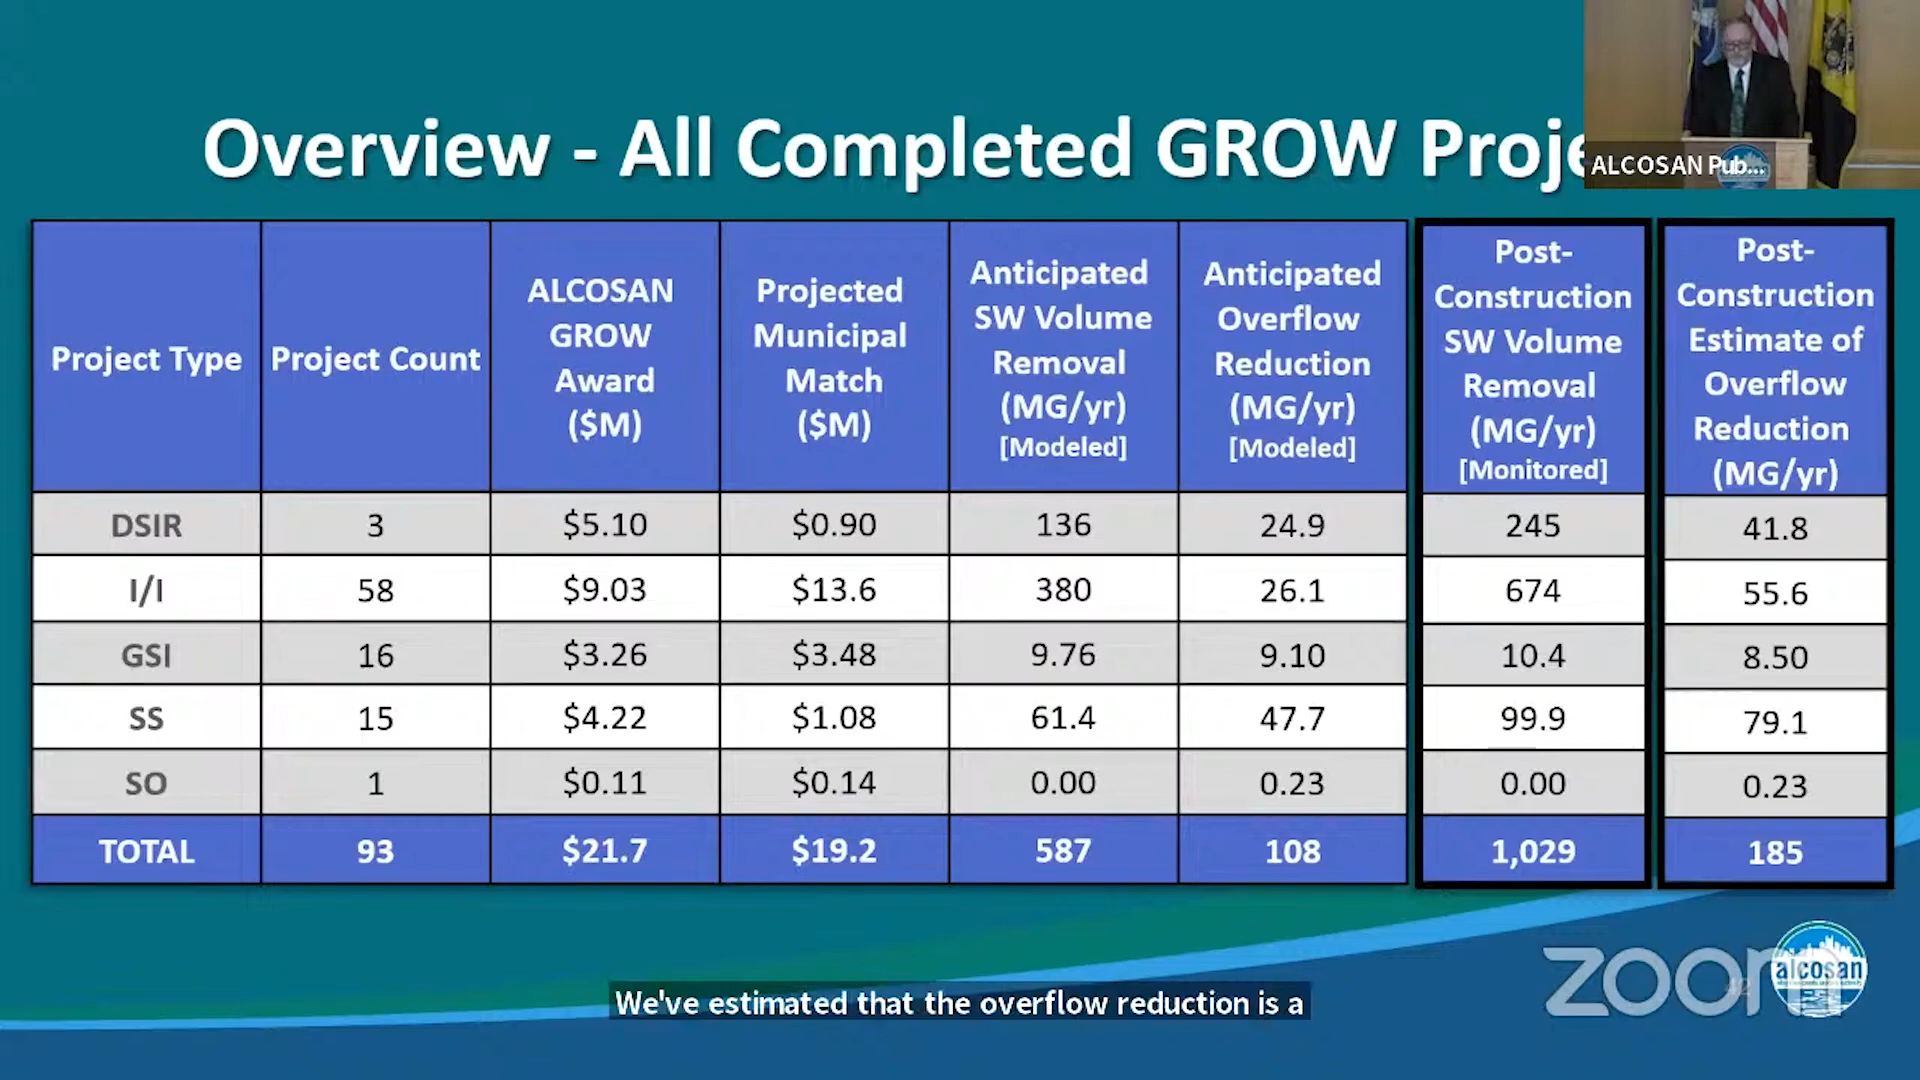 Overview - All Completed GROW Proje
ALCOSAN Pub...
Project Type
Project Count
ALCOSAN
GROW
Award
($M)
Projected
Municipal
Match
($M)
Anticipated
SW Volume
Removal
(MG/yr)
[Modeled]
Anticipated
Overflow
Reduction
(MG/yr)
[Modeled]
Post-
Construction
SW Volume
Removal
(MG/yr)
[Monitored]
Post-
Construction
Estimate of
Overflow
Reduction
(MG/yr)
DSIR 3 $5.10 $0.90 136 24.9 245 41.8
I/I 58 $9.03 $13.6 380 26.1 674 55.6
GSI 16 $3.26 $3.48 9.76 9.10 10.4 8.50
SS 15 $4.22 $1.08 61.4 47.7 99.9 79.1
SO 1 $0.11 $0.14 0.00 0.23 0.00 0.23
TOTAL 93 $21.7 $19.2 587 108 1,029 185
zoom
alcosan
We've estimated that the overflow reduction is a